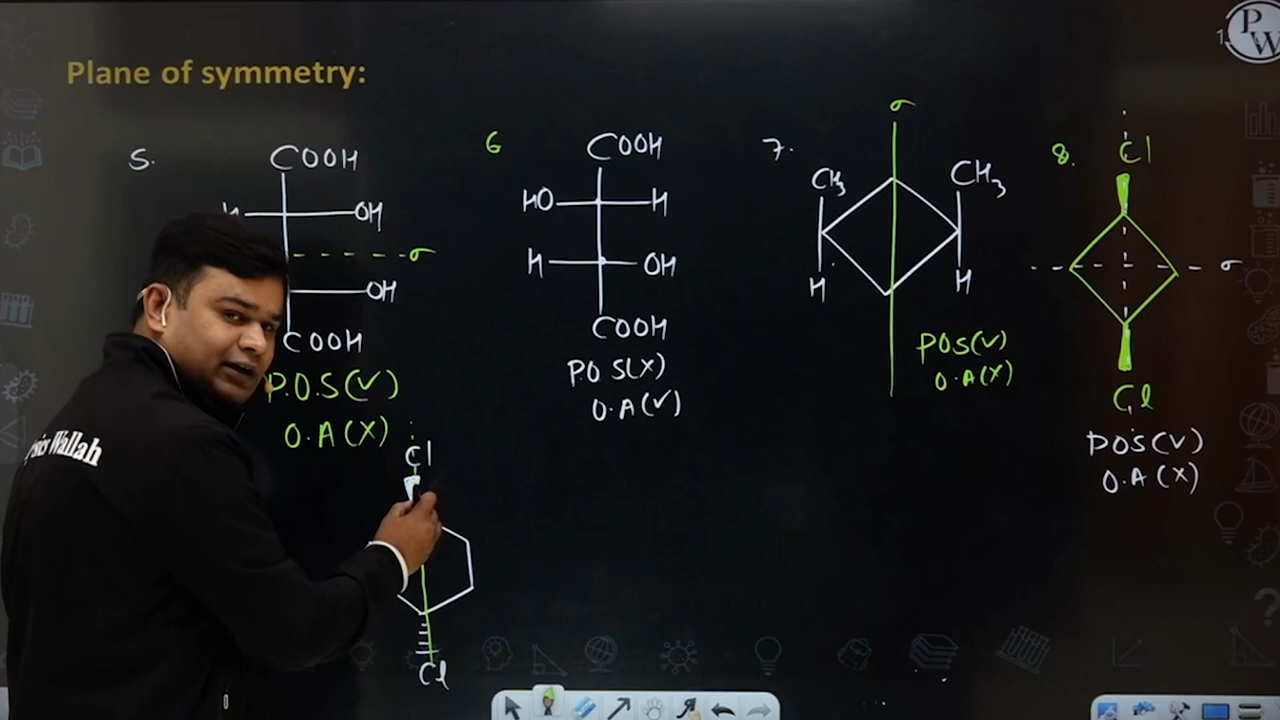 Plane of symmetry:
PW
5.
COOH
H
OH
σ
OH
COOH
P.O.S(✓)
O.A(X)
6
COOH
HO
H
H
OH
COOH
P.O S(X)
O.A(✓)
7.
σ
CH3
CH3
H
H
POS(✓)
O.A(X)
8.
Cl
σ
Cl
POS(✓)
O.A(X)
Cl
Cl
Wallah